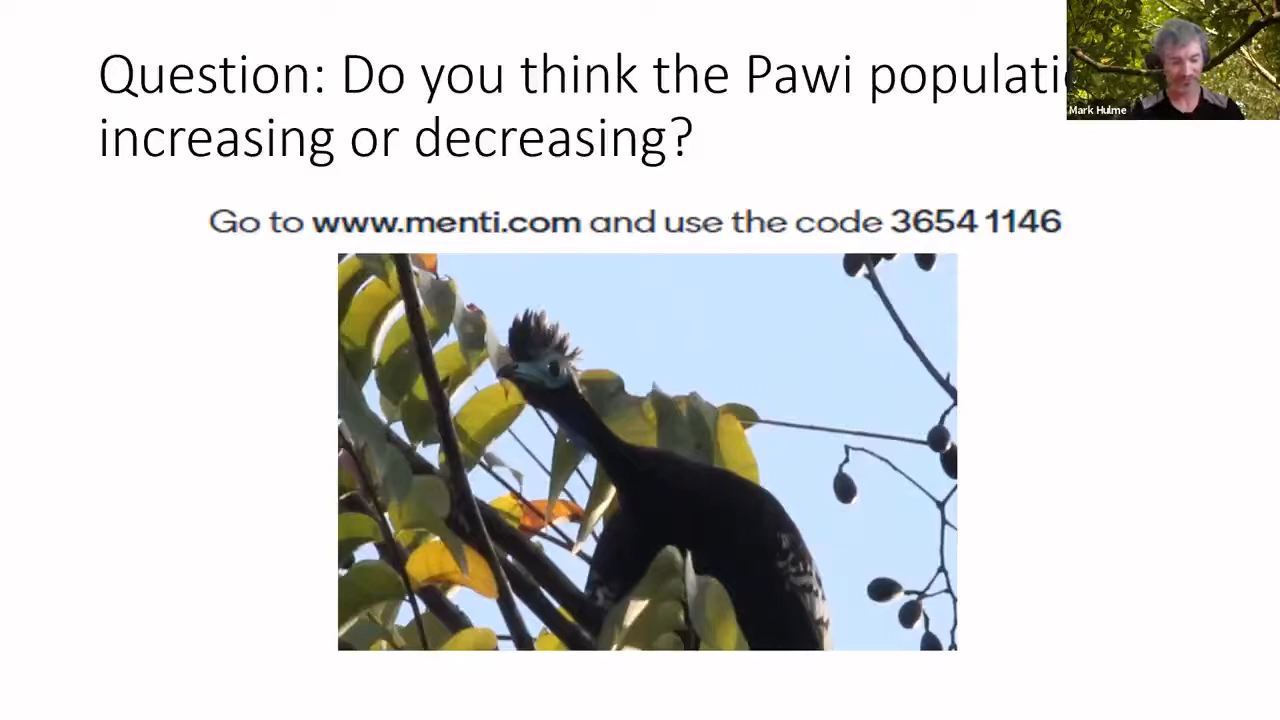 Question: Do you think the Pawi populatio
increasing or decreasing?
Mark Hulme
Go to www.menti.com and use the code 3654 1146